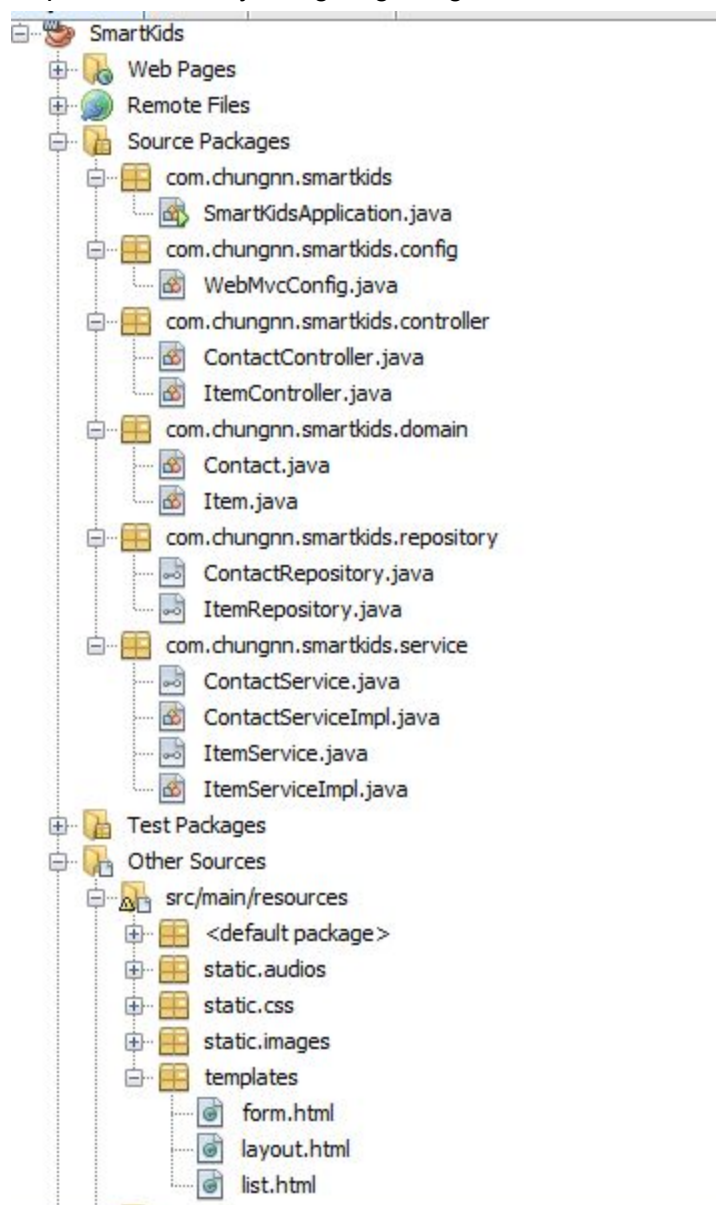 SmartKids
Web Pages
Remote Files
Source Packages
com.chungnn.smartkids
SmartKidsApplication.java
com.chungnn.smartkids.config
WebMvcConfig.java
com.chungnn.smartkids.controller
ContactController.java
ItemController.java
com.chungnn.smartkids.domain
Contact.java
Item.java
com.chungnn.smartkids.repository
ContactRepository.java
ItemRepository.java
com.chungnn.smartkids.service
ContactService.java
ContactServiceImpl.java
ItemService.java
ItemServiceImpl.java
Test Packages
Other Sources
src/main/resources
<default package>
static.audios
static.css
static.images
templates
form.html
layout.html
list.html